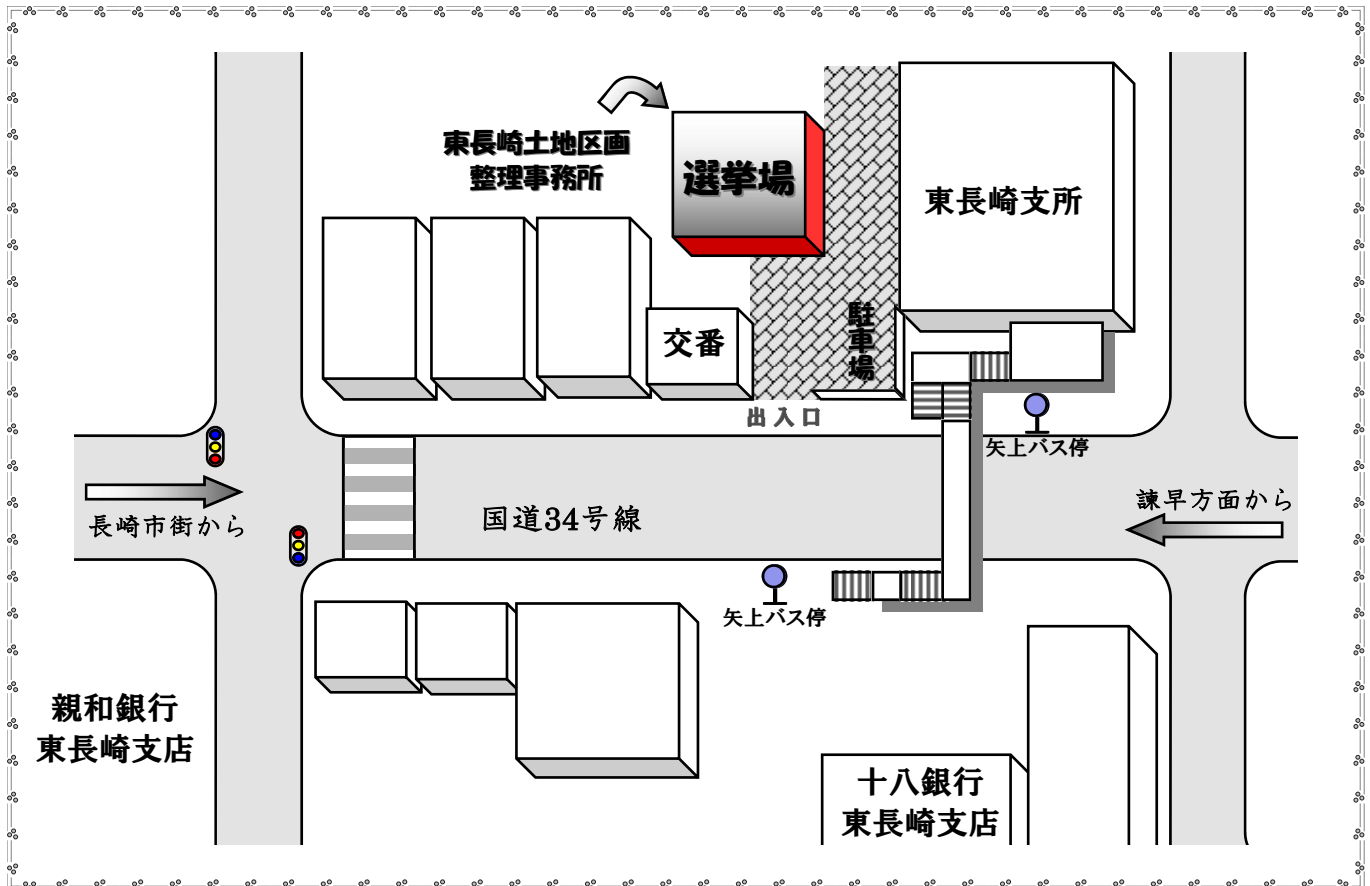 東長崎土地区画
整理事務所
選挙場
東長崎支所
交番
駐車場
出入口
矢上バス停
長崎市街から
国道34号線
諫早方面から
矢上バス停
親和銀行
東長崎支店
十八銀行
東長崎支店